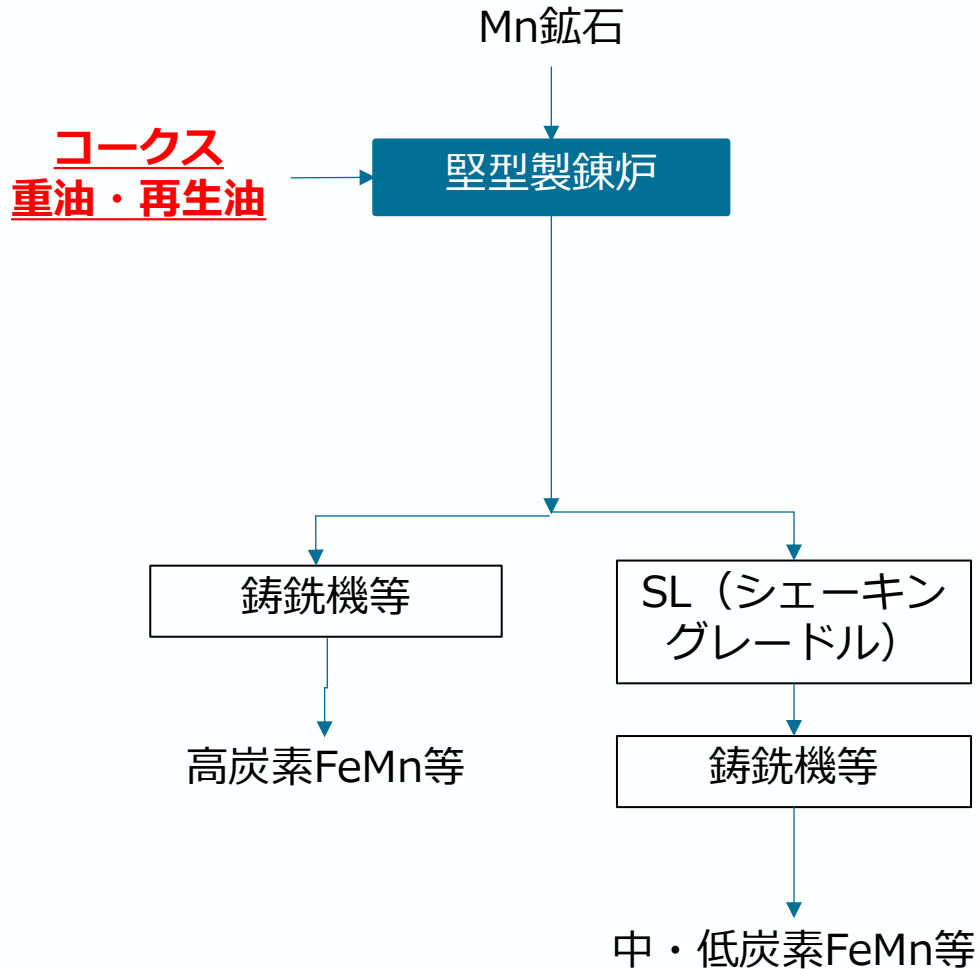 Mn鉱石
コークス
重油・再生油
堅型製錬炉
鋳銑機等
SL（シェーキン
グレードル）
高炭素FeMn等
鋳銑機等
中・低炭素FeMn等